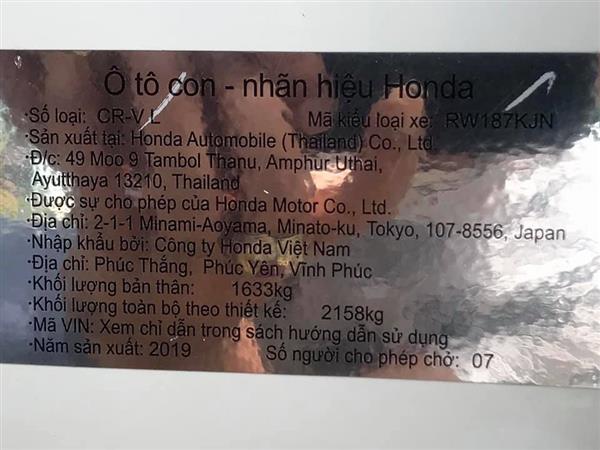 Ô tô con - nhãn hiệu Honda
·Số loại: CR-V L Mã kiểu loại xe: RW187KJN
·Sản xuất tại: Honda Automobile (Thailand) Co., Ltd.
·Đ/c: 49 Moo 9 Tambol Thanu, Amphur Uthai,
Ayutthaya 13210, Thailand
·Được sự cho phép của Honda Motor Co., Ltd.
·Địa chỉ: 2-1-1 Minami-Aoyama, Minato-ku, Tokyo, 107-8556, Japan
·Nhập khẩu bởi: Công ty Honda Việt Nam
·Địa chỉ: Phúc Thắng, Phúc Yên, Vĩnh Phúc
·Khối lượng bản thân: 1633kg
·Khối lượng toàn bộ theo thiết kế: 2158kg
·Mã VIN: Xem chỉ dẫn trong sách hướng dẫn sử dụng
·Năm sản xuất: 2019 Số người cho phép chở: 07